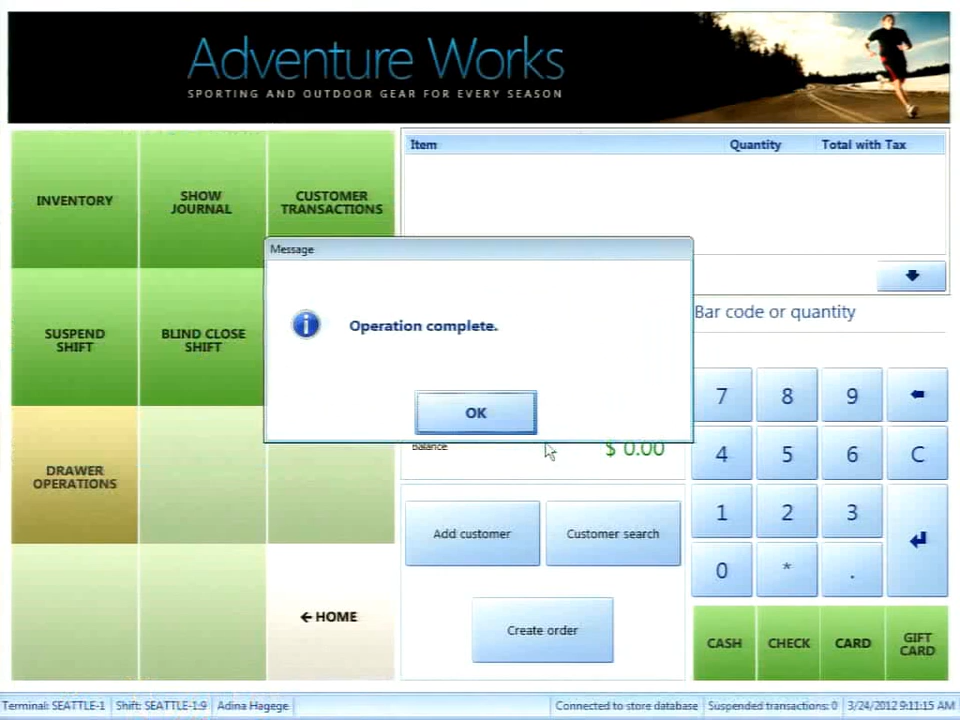 Adventure Works
SPORTING AND OUTDOOR GEAR FOR EVERY SEASON
Item Quantity Total with Tax
INVENTORY
SHOW
JOURNAL
CUSTOMER
TRANSACTIONS
Message
Operation complete.
OK
Bar code or quantity
SUSPEND
SHIFT
BLIND CLOSE
SHIFT
7 8 9
Balance $ 0.00
4 5 6 C
DRAWER
OPERATIONS
1 2 3
Add customer
Customer search
0 * .
HOME
Create order
CASH
CHECK
CARD
GIFT
CARD
Terminal: SEATTLE-1 Shift: SEATTLE-1:9 Adina Hagege Connected to store database Suspended transactions: 0 3/24/2012 9:11:15 AM